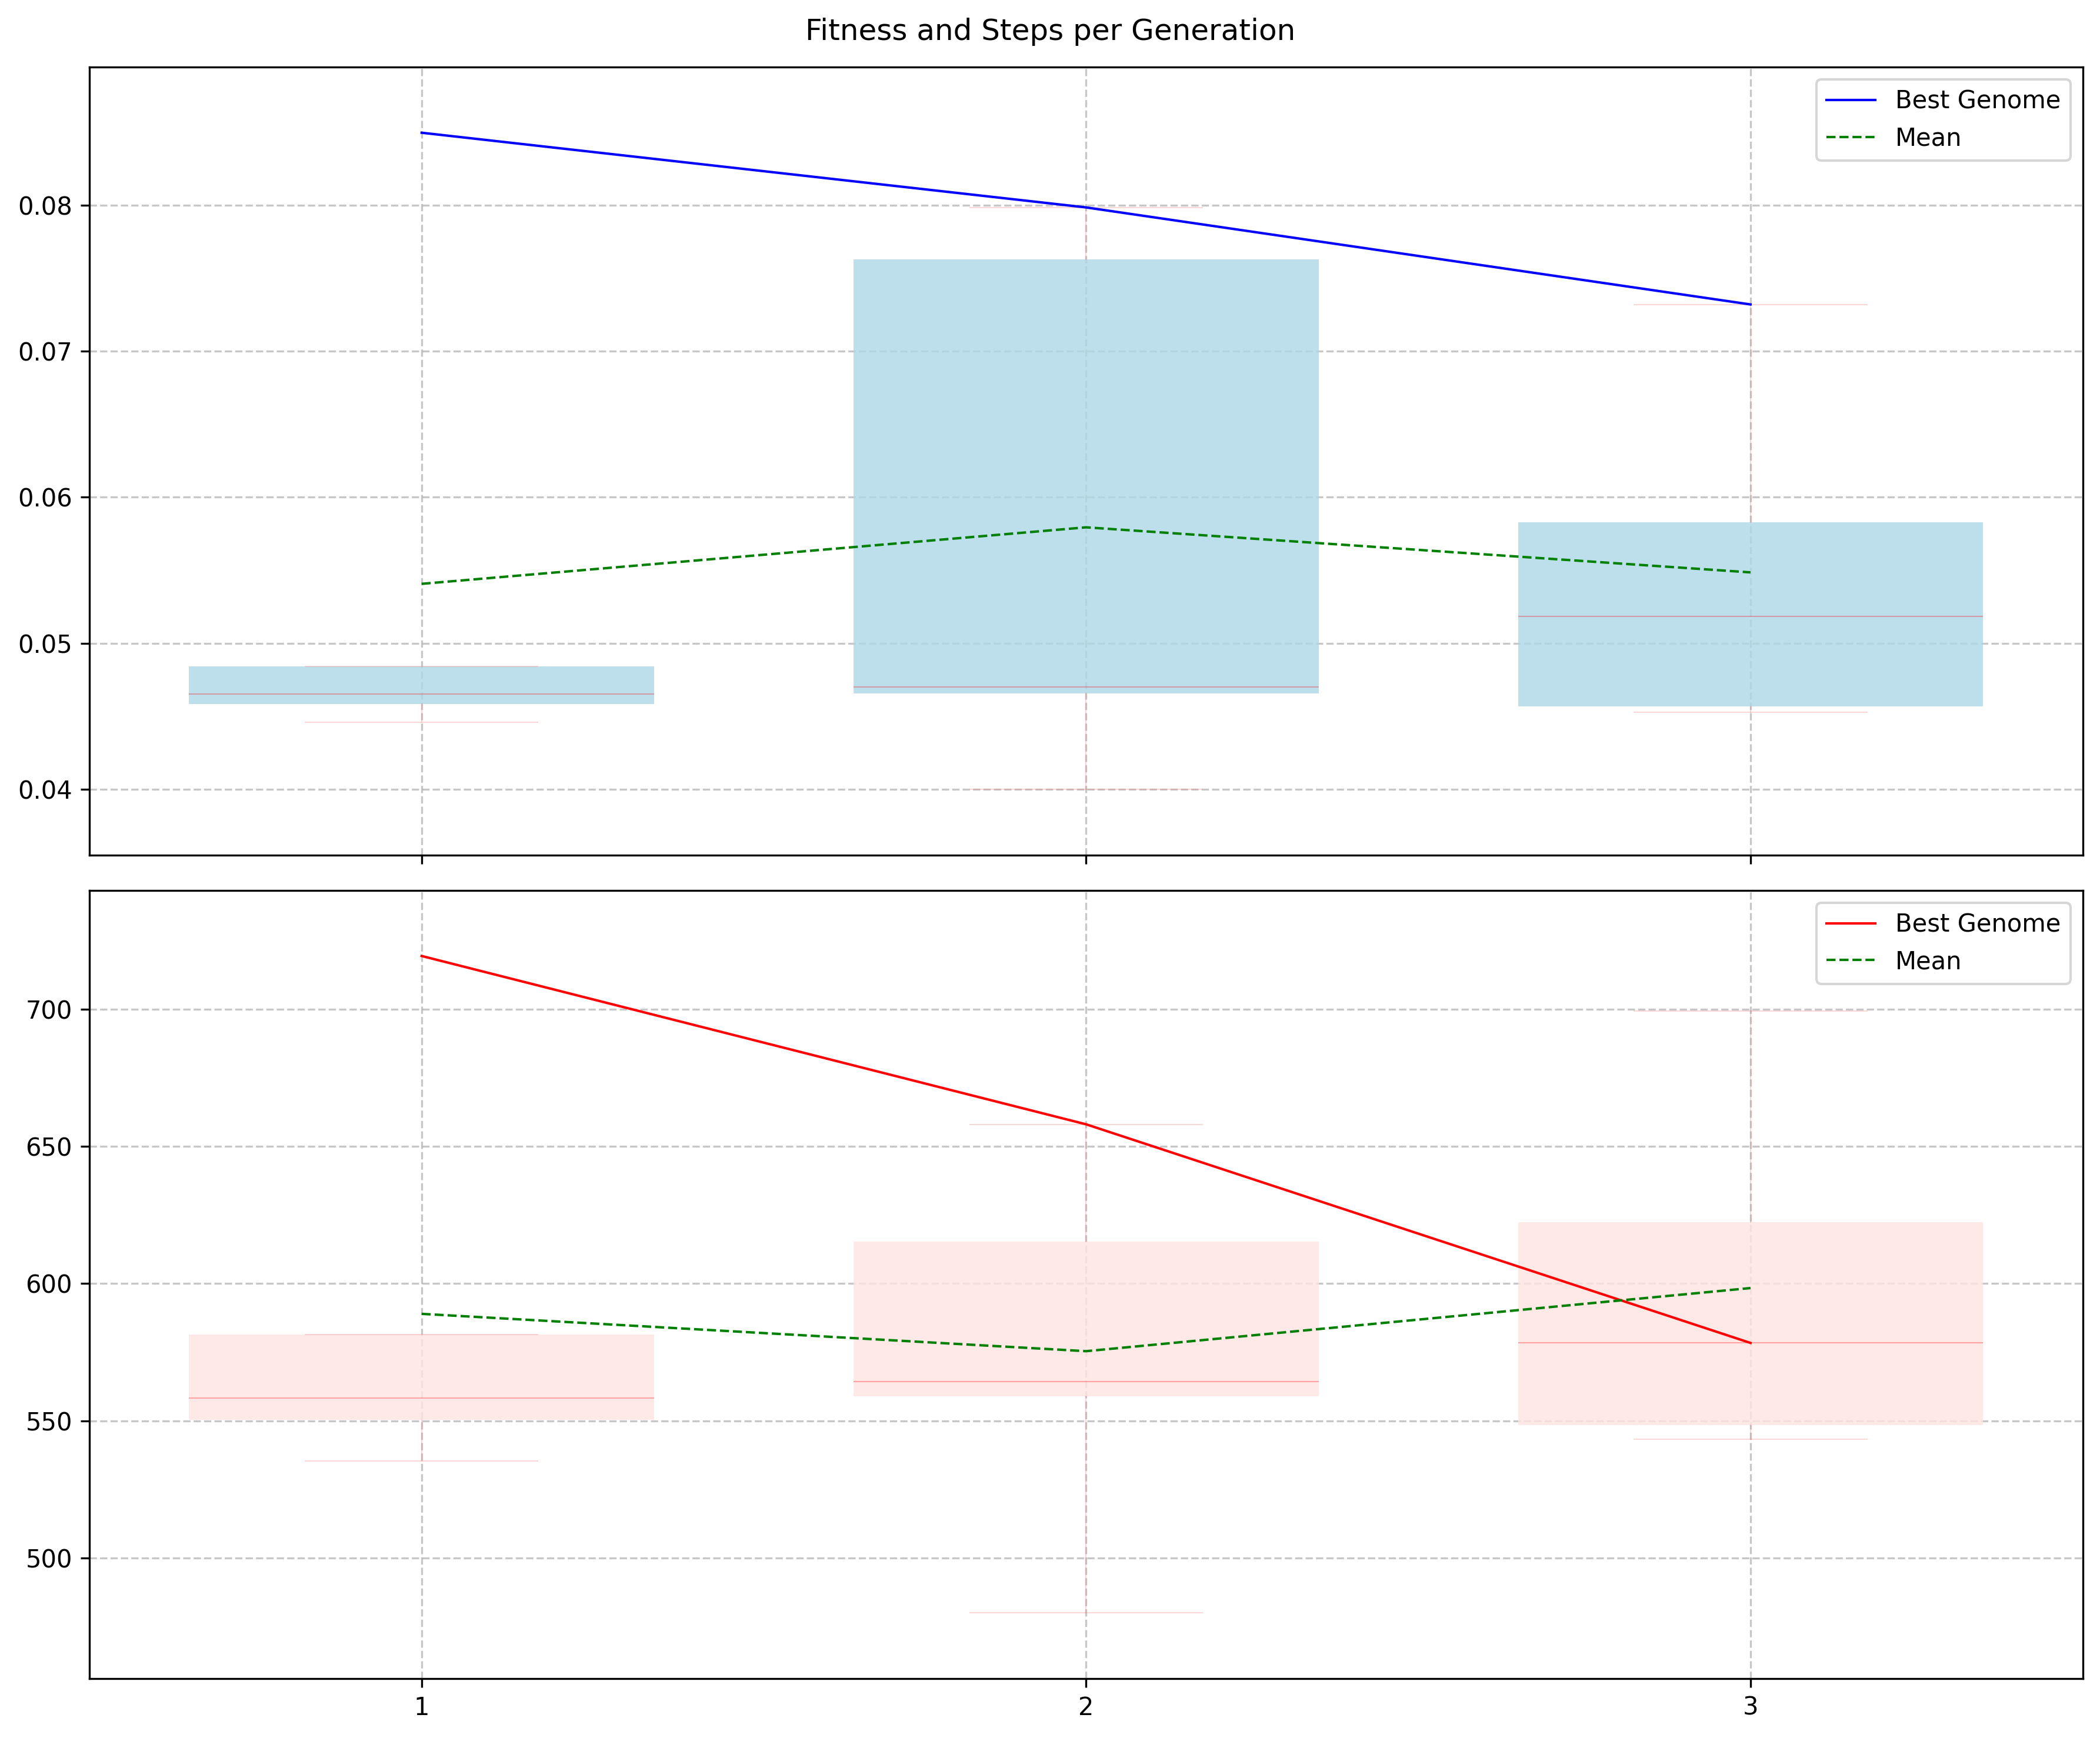 Fitness and Steps per Generation
Best Genome
Mean
0.08
0.07
0.06
0.05
0.04
Best Genome
Mean
700
650
600
550
500
1 2 3